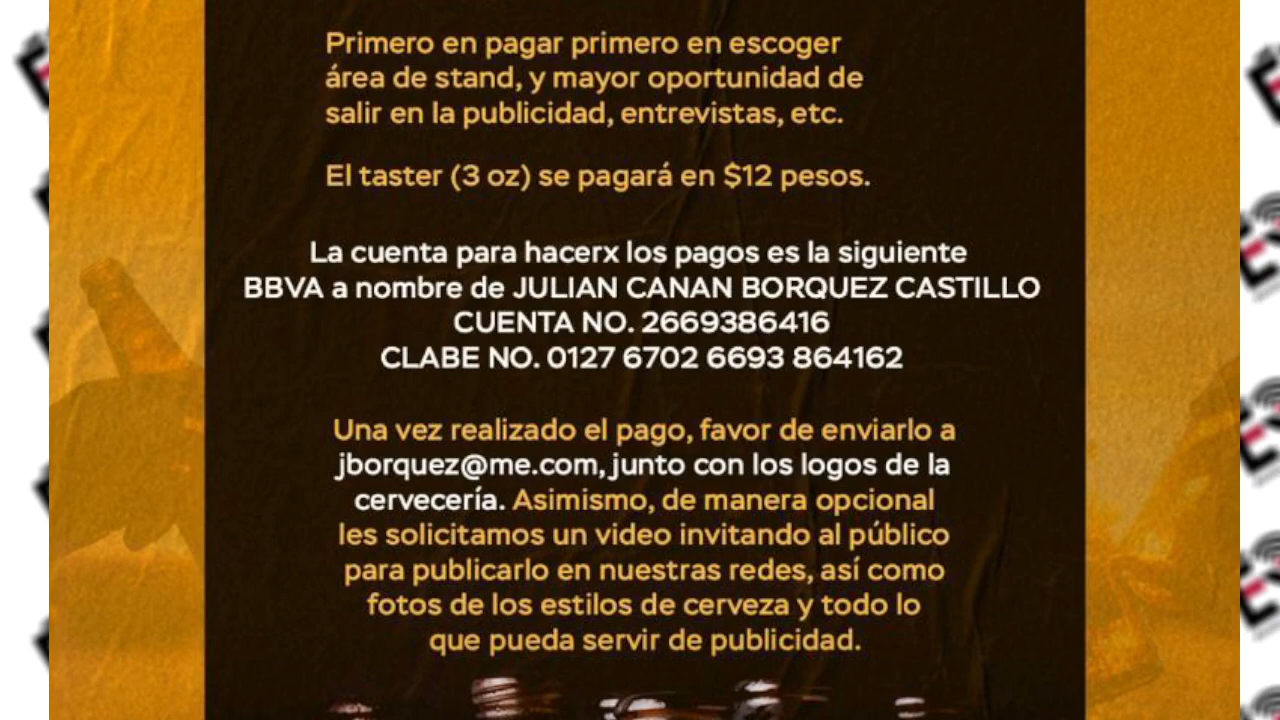 Primero en pagar primero en escoger
área de stand, y mayor oportunidad de
salir en la publicidad, entrevistas, etc.
El taster (3 oz) se pagará en $12 pesos.
La cuenta para hacerx los pagos es la siguiente
BBVA a nombre de JULIAN CANAN BORQUEZ CASTILLO
CUENTA NO. 2669386416
CLABE NO. 0127 6702 6693 864162
Una vez realizado el pago, favor de enviarlo a
jborquez@me.com, junto con los logos de la
cervecería. Asimismo, de manera opcional
les solicitamos un video invitando al público
para publicarlo en nuestras redes, así como
fotos de los estilos de cerveza y todo lo
que pueda servir de publicidad.